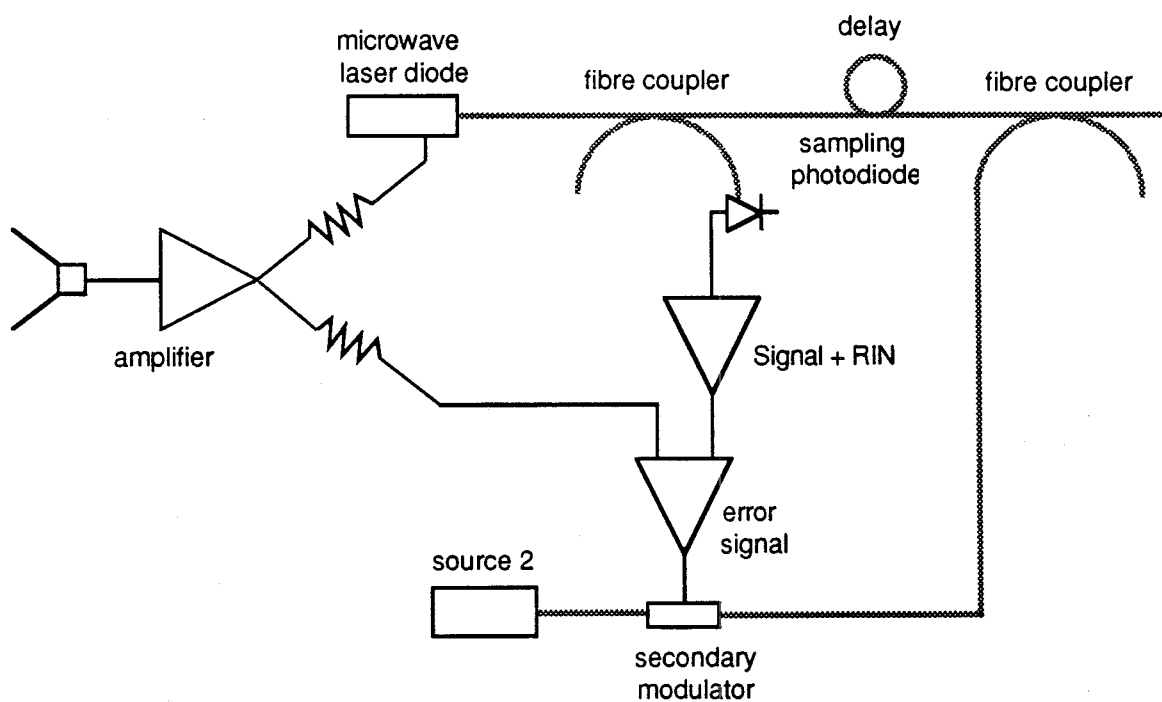 microwave
laser diode
fibre coupler
delay
fibre coupler
sampling
photodiode
amplifier
Signal + RIN
error
signal
source 2
secondary
modulator